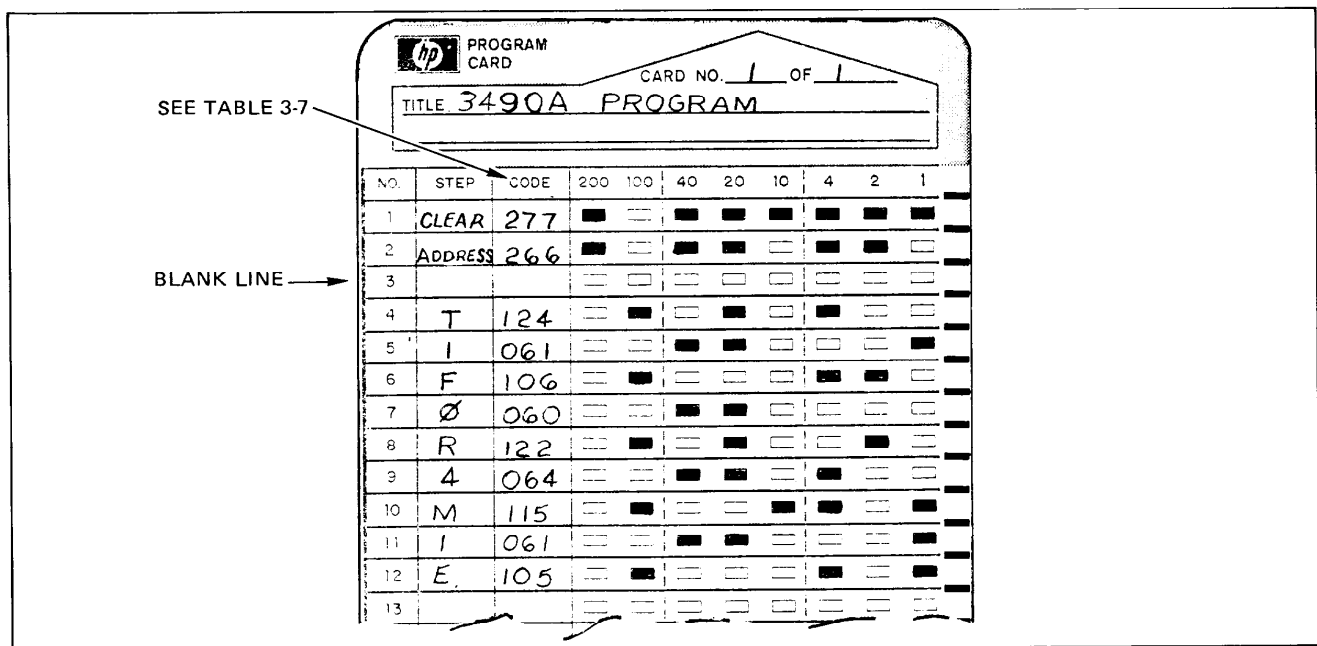 hp PROGRAM
CARD
CARD NO. 1 OF 1
TITLE 3490A PROGRAM
SEE TABLE 3-7
NO. STEP CODE 200 100 40 20 10 4 2 1
1 CLEAR 277
2 ADDRESS 266
BLANK LINE
3
4 T 124
5 1 061
6 F 106
7 Ø 060
8 R 122
9 4 064
10 M 115
11 1 061
12 E 105
13